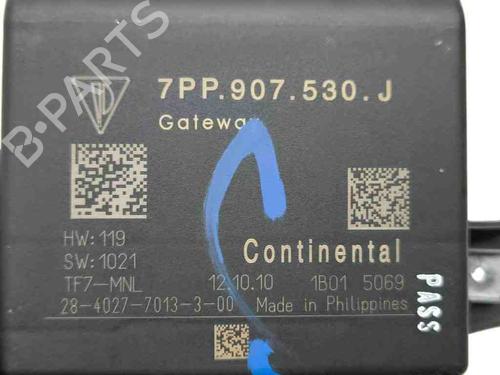 B-PARTS
7PP.907.530.J
Gateway
HW:119
SW:1021
Continental
TF7-MNL 12.10.10 1B01 5069
28-4027-7013-3-00 Made in Philippines
PASS